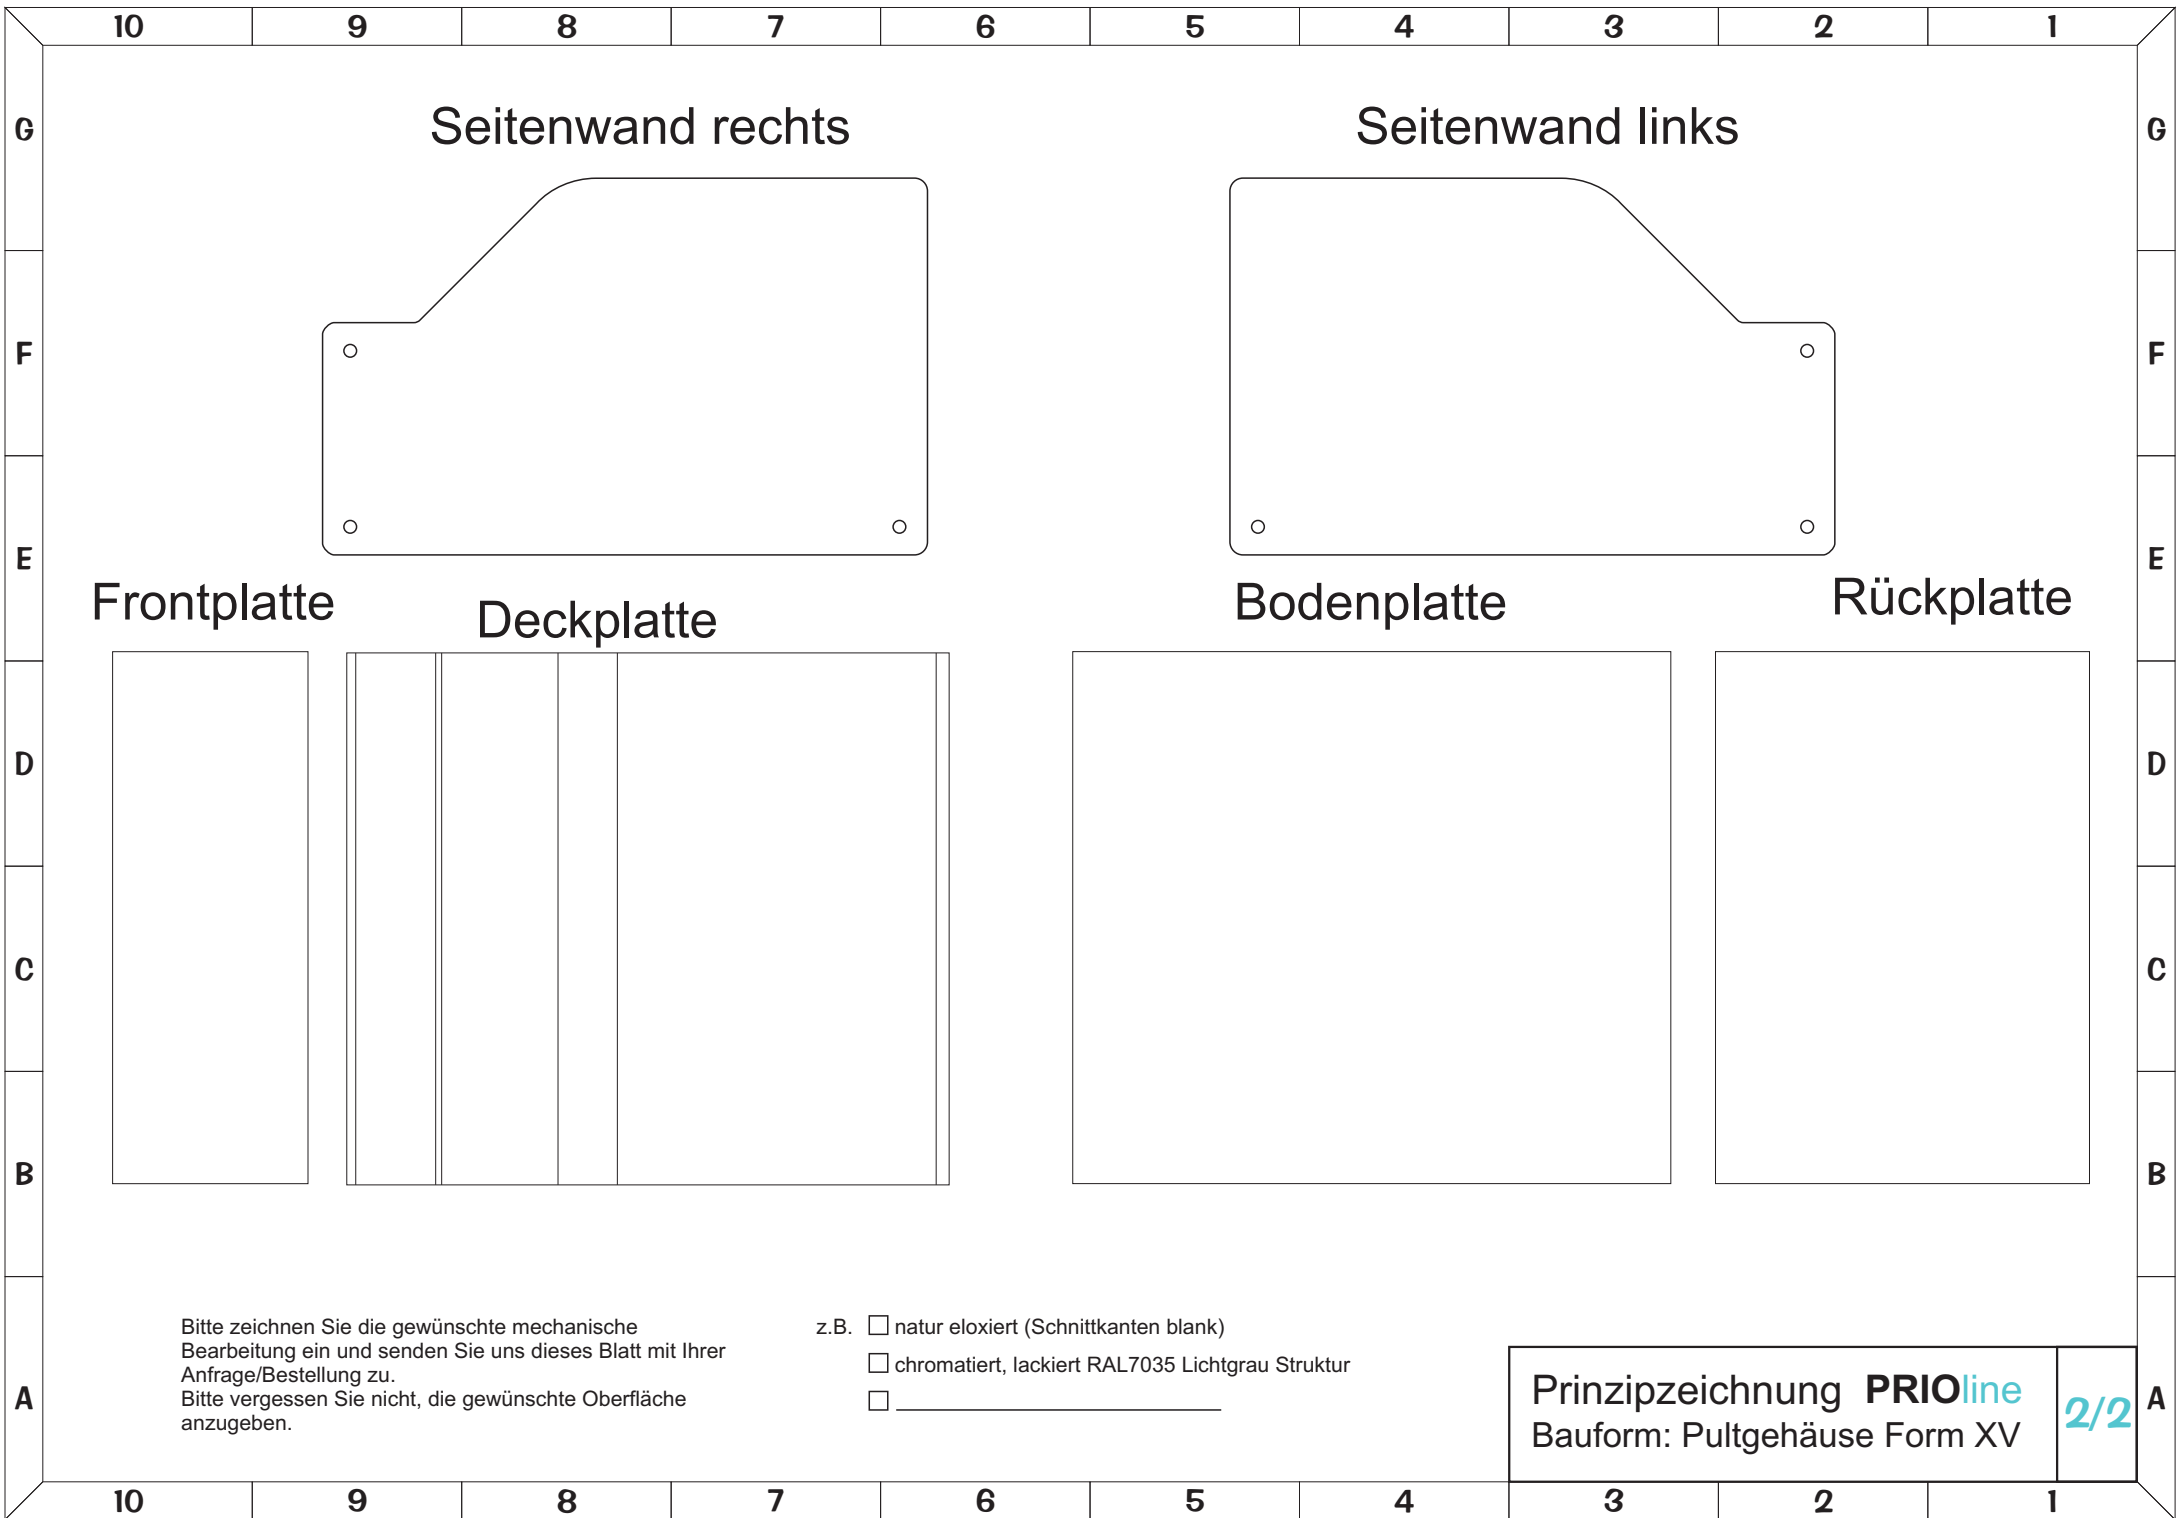 10 9 8 7 6 5 4 3 2 1
G G
Seitenwand rechts
Seitenwand links
F F
E E
Frontplatte
Deckplatte
Bodenplatte
Rückplatte
D D
C C
B B
Bitte zeichnen Sie die gewünschte mechanische
Bearbeitung ein und senden Sie uns dieses Blatt mit Ihrer
Anfrage/Bestellung zu.
Bitte vergessen Sie nicht, die gewünschte Oberfläche
anzugeben.
z.B. natur eloxiert (Schnittkanten blank)
chromatiert, lackiert RAL7035 Lichtgrau Struktur
A A
Prinzipzeichnung PRIOline
Bauform: Pultgehäuse Form XV
2/2
10 9 8 7 6 5 4 3 2 1